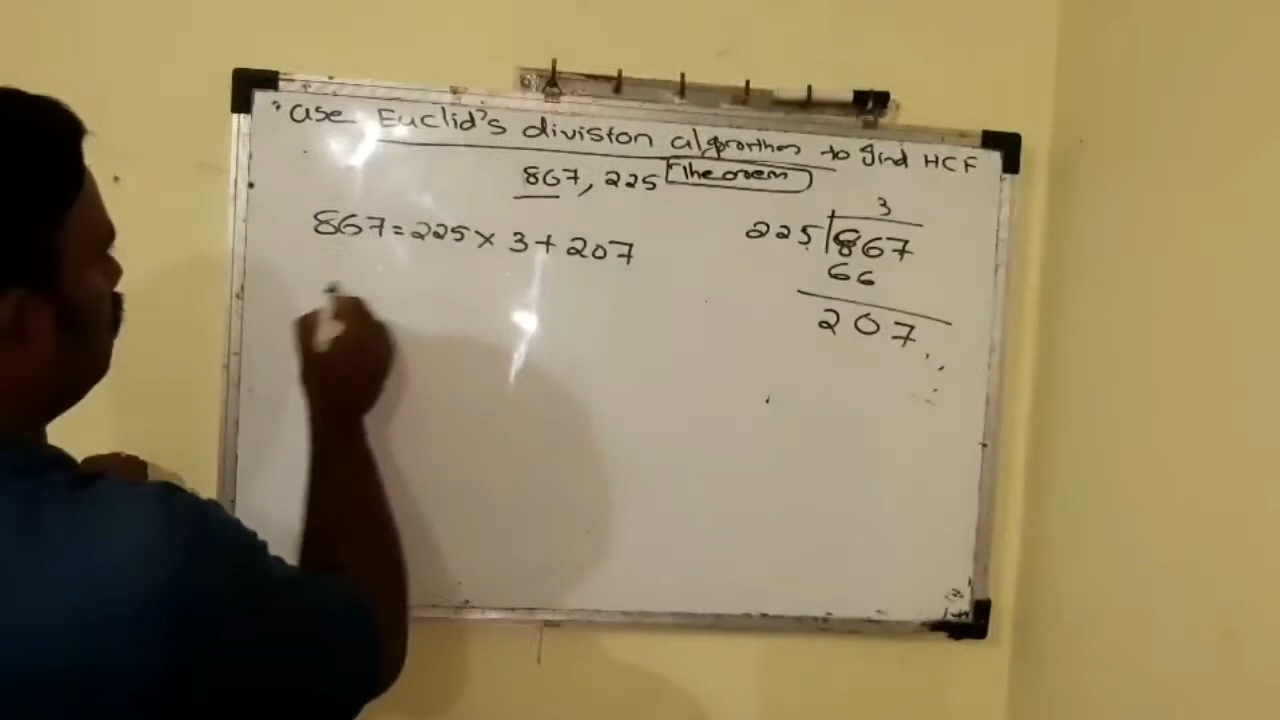 Use Euclid's division algorithm to find HCF
867, 225 Theorem
867 = 225 × 3 + 207
3
225 867
66
207